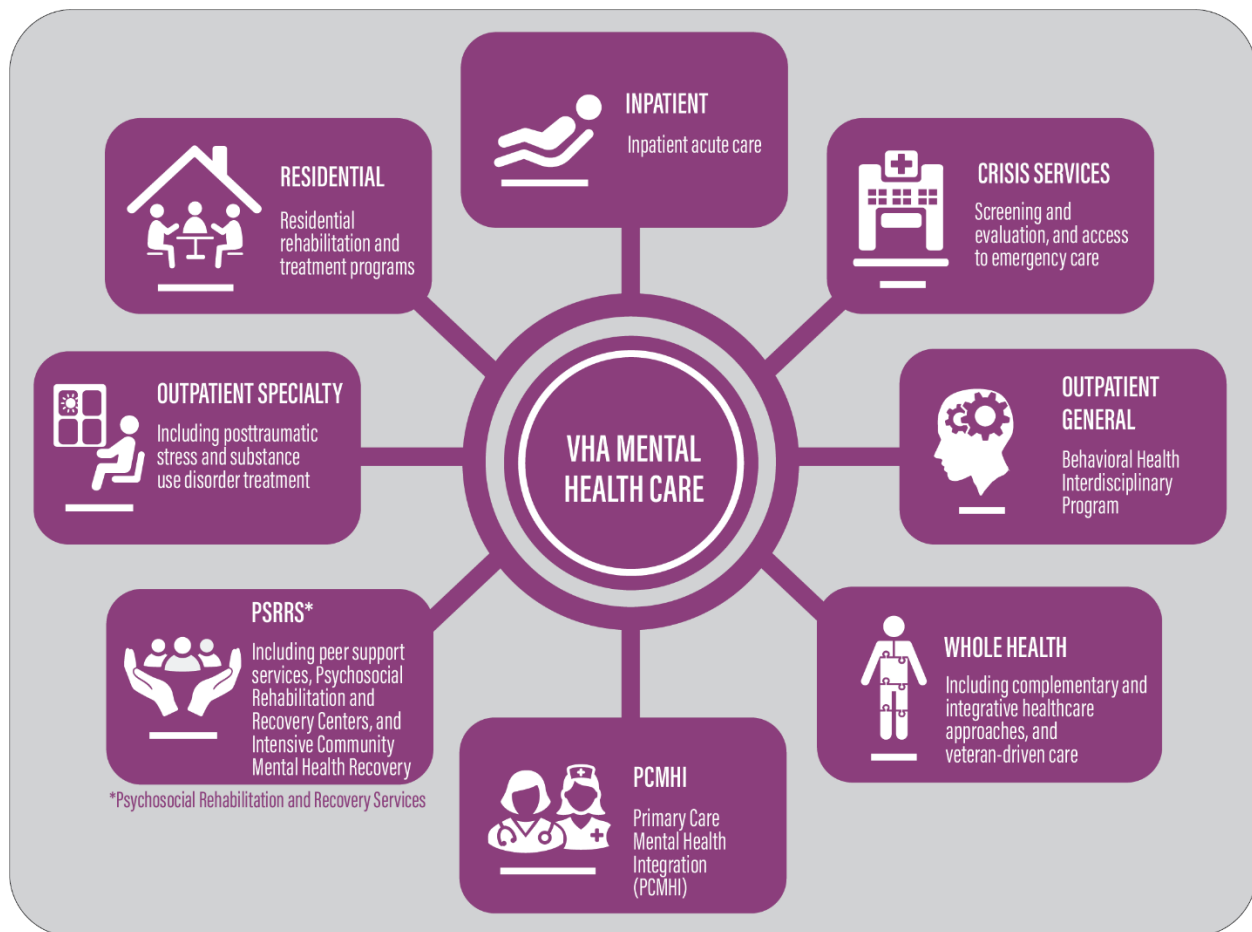 INPATIENT
Inpatient acute care
RESIDENTIAL
Residential
rehabilitation and
treatment programs
CRISIS SERVICES
Screening and
evaluation, and access
to emergency care
OUTPATIENT SPECIALTY
Including posttraumatic
stress and substance
use disorder treatment
VHA MENTAL
HEALTH CARE
OUTPATIENT
GENERAL
Behavioral Health
Interdisciplinary
Program
PSRRS*
Including peer support
services, Psychosocial
Rehabilitation and
Recovery Centers, and
Intensive Community
Mental Health Recovery
*Psychosocial Rehabilitation and Recovery Services
WHOLE HEALTH
Including complementary and
integrative healthcare
approaches, and
veteran-driven care
PCMHI
Primary Care
Mental Health
Integration
(PCMHI)